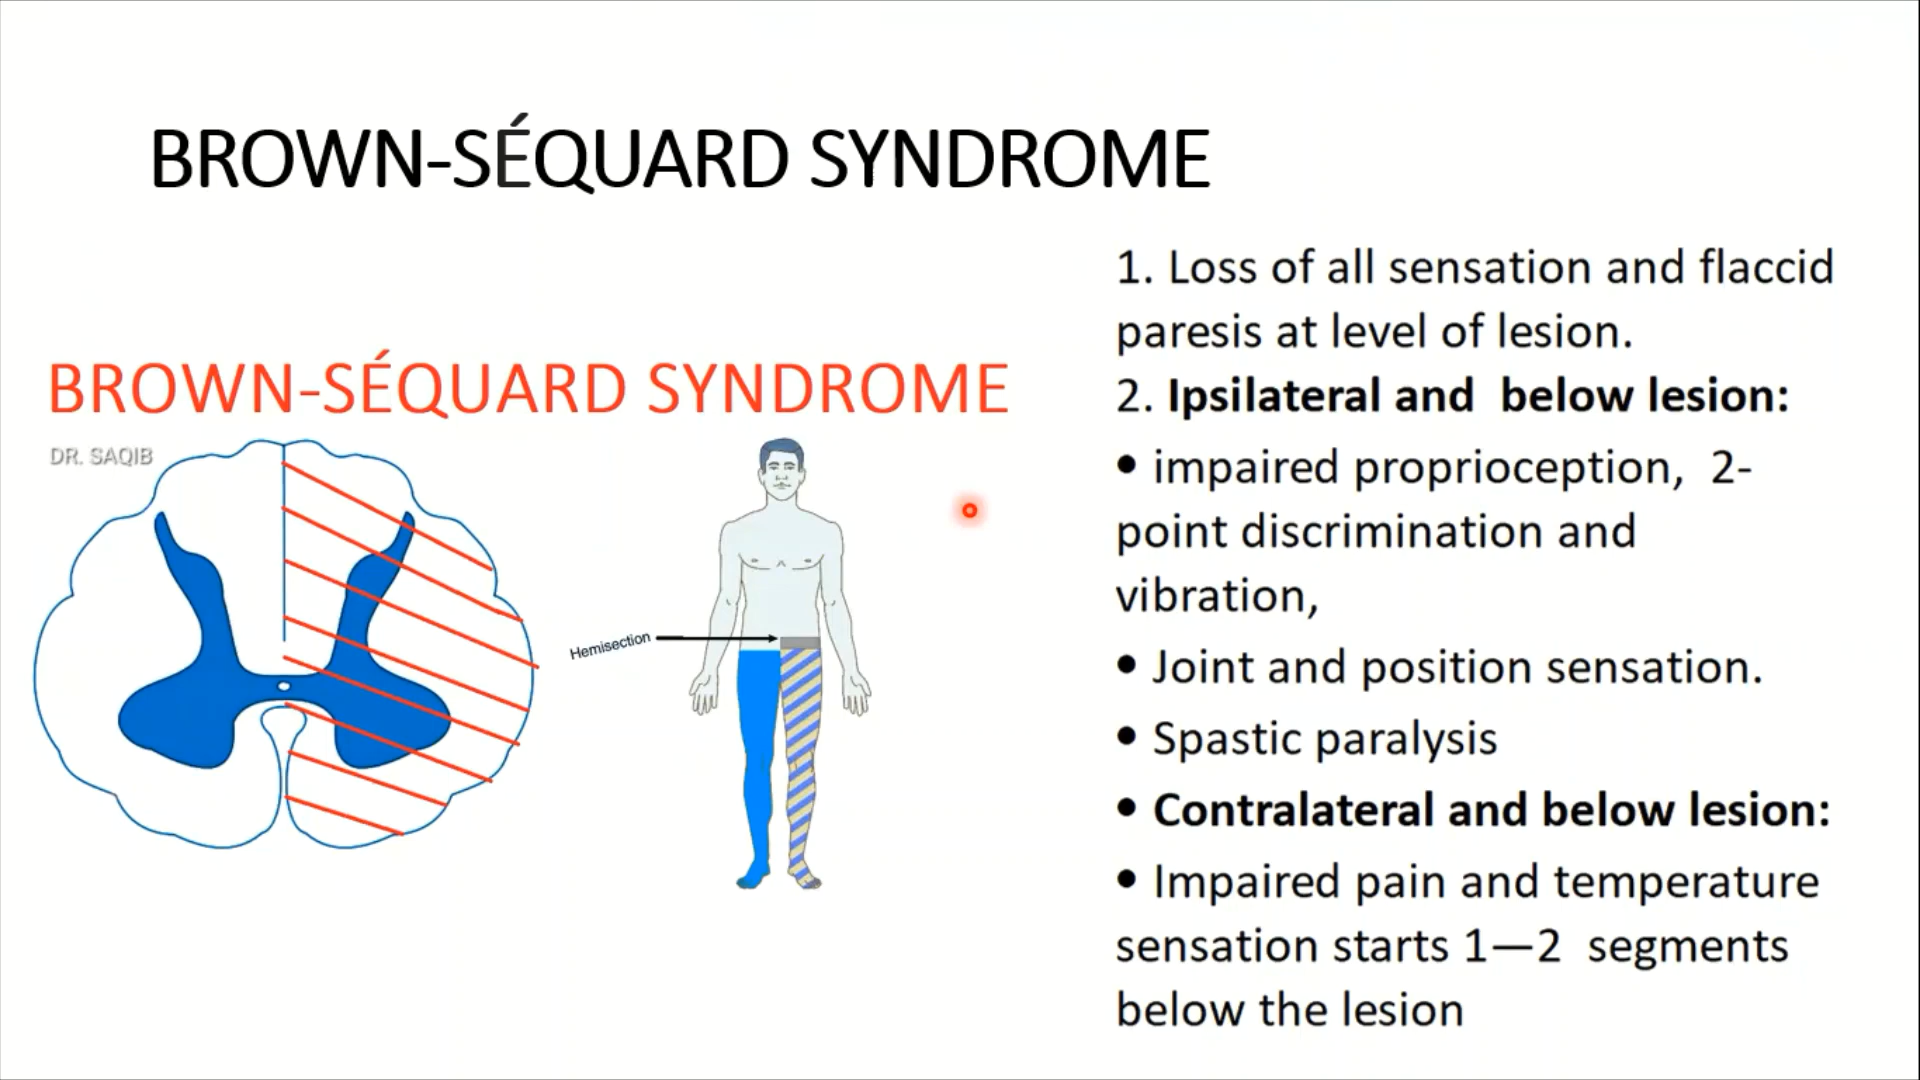 BROWN-SÉQUARD SYNDROME
BROWN-SÉQUARD SYNDROME
DR. SAQIB
Hemisection
1. Loss of all sensation and flaccid
paresis at level of lesion.
2. Ipsilateral and  below lesion:
• impaired proprioception,  2-
point discrimination and
vibration,
• Joint and position sensation.
• Spastic paralysis
• Contralateral and below lesion:
• Impaired pain and temperature
sensation starts 1—2  segments
below the lesion